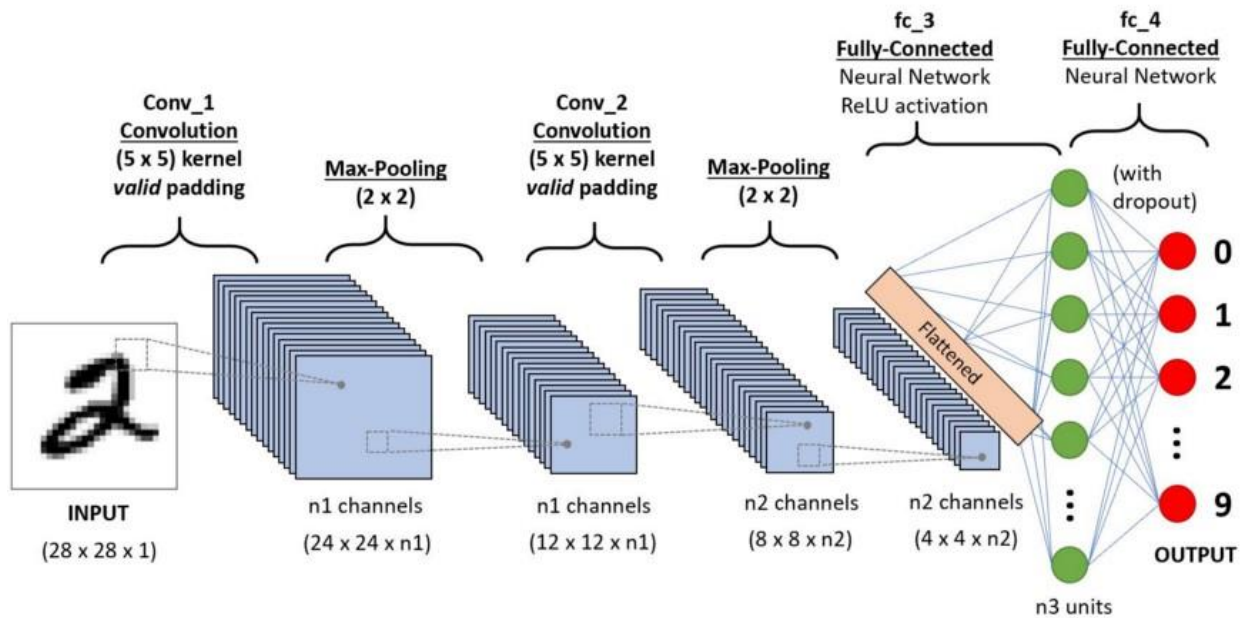 fc_3
Fully-Connected
Neural Network
ReLU activation
fc_4
Fully-Connected
Neural Network
Conv_1
Convolution
(5 x 5) kernel
valid padding
Max-Pooling
(2 x 2)
Conv_2
Convolution
(5 x 5) kernel
valid padding
Max-Pooling
(2 x 2)
(with
dropout)
Flattened
0
1
2
9
2
INPUT
(28 x 28 x 1)
n1 channels
(24 x 24 x n1)
n1 channels
(12 x 12 x n1)
n2 channels
(8 x 8 x n2)
n2 channels
(4 x 4 x n2)
OUTPUT
n3 units